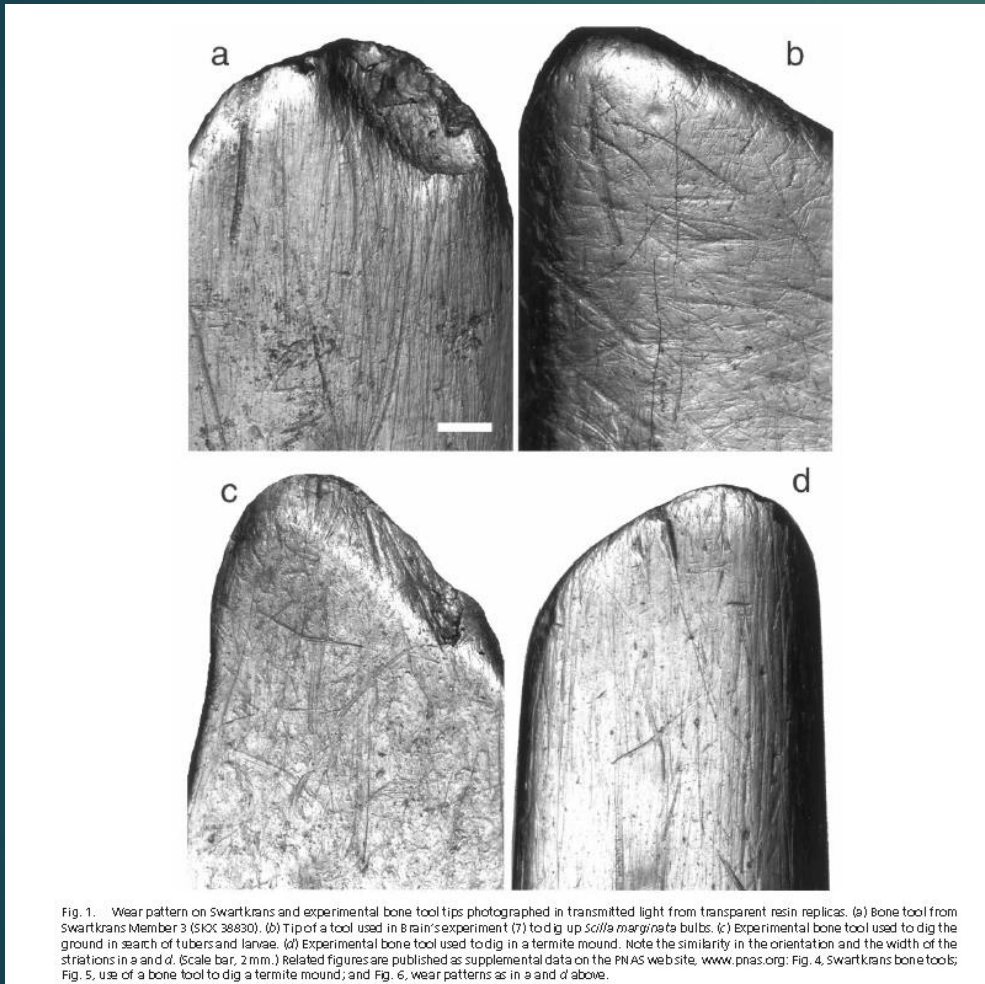 a
b
c
d
Fig. 1. Wear pattern on Swartkrans and experimental bone tool tips photographed in transmitted light from transparent resin replicas. (a) Bone tool from
Swartkrans Member 3 (SKX 38830). (b) Tip of a tool used in Brain's experiment (7) to dig up Scilla marginata bulbs. (c) Experimental bone tool used to dig the
ground in search of tubers and larvae. (d) Experimental bone tool used to dig in a termite mound. Note the similarity in the orientation and the width of the
striations in a and d. (Scale bar, 2 mm.) Related figures are published as supplemental data on the PNAS web site, www.pnas.org: Fig. 4, Swartkrans bone tools;
Fig. 5, use of a bone tool to dig a termite mound; and Fig. 6, wear patterns as in a and d above.